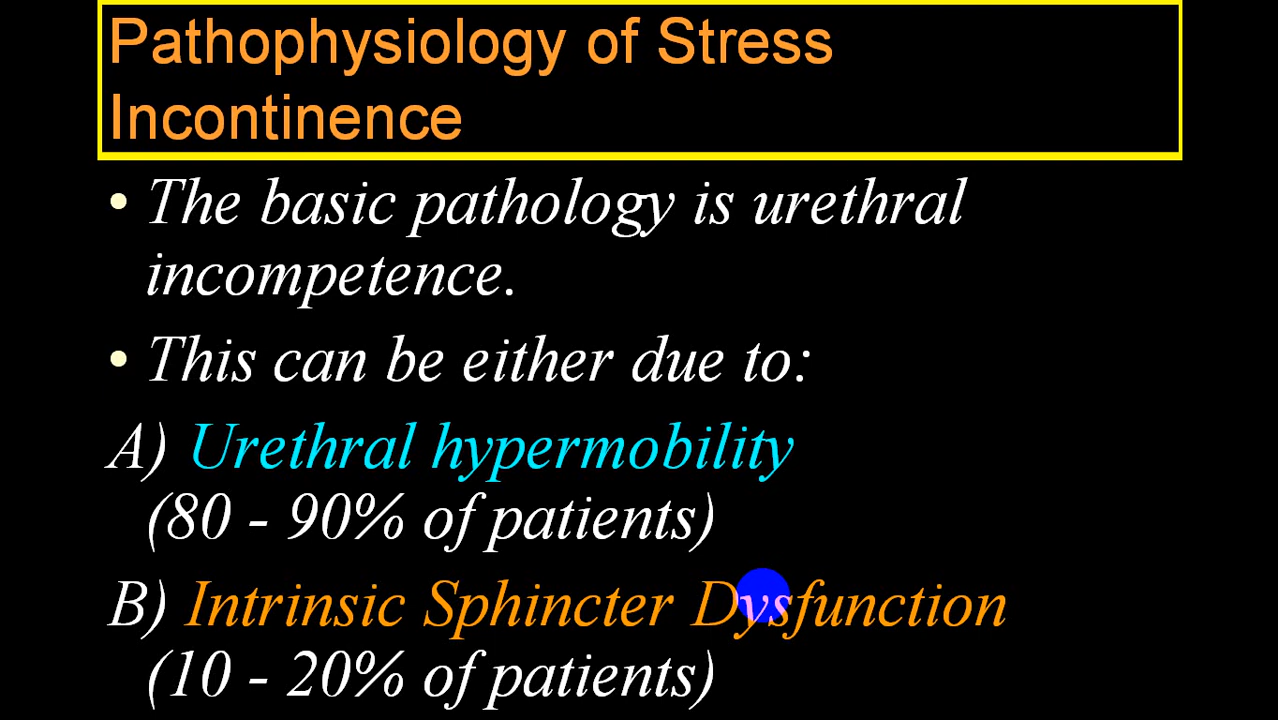 Pathophysiology of Stress
Incontinence
• The basic pathology is urethral
incompetence.
• This can be either due to:
A) Urethral hypermobility
(80 - 90% of patients)
B) Intrinsic Sphincter Dysfunction
(10 - 20% of patients)